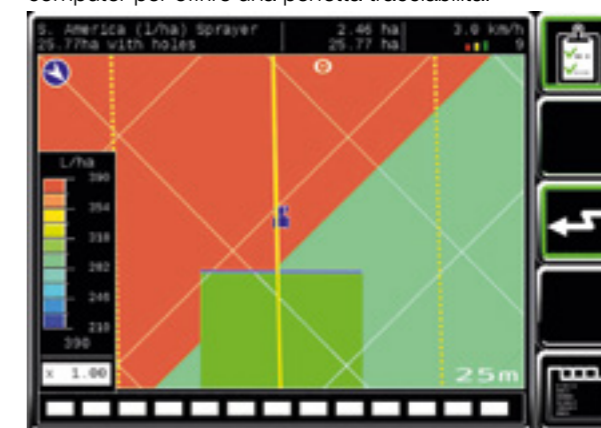 computer per offrire una perfetta tracciabilità.
S. America (l/ha) Sprayer 2.46 ha 3.0 km/h
25.77ha with holes 25.77 ha 9
L/ha
390
354
318
282
246
210
390
x 1.00
25m